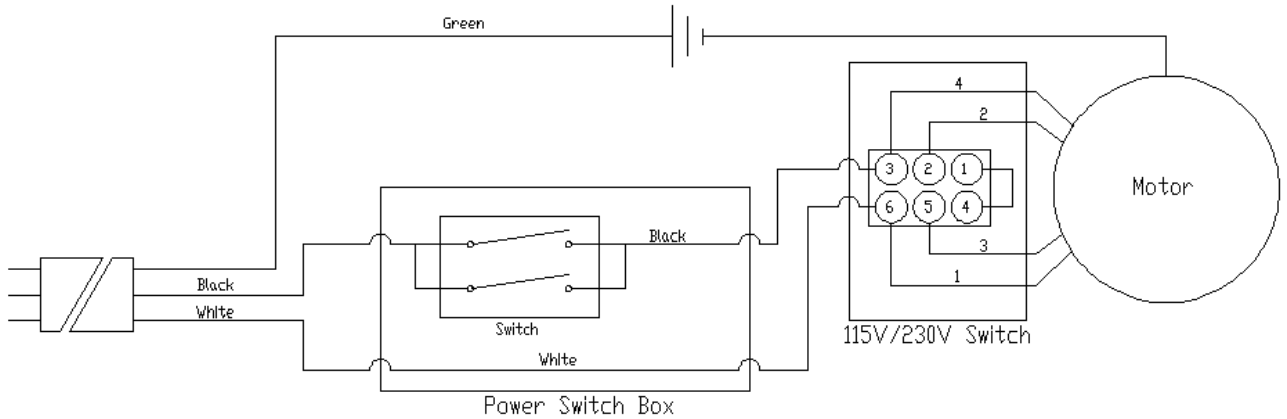 Green
4
2
3 2 1
Motor
6 5 4
Black
Black
3
1
White
Switch
115V/230V Switch
White
Power Switch Box